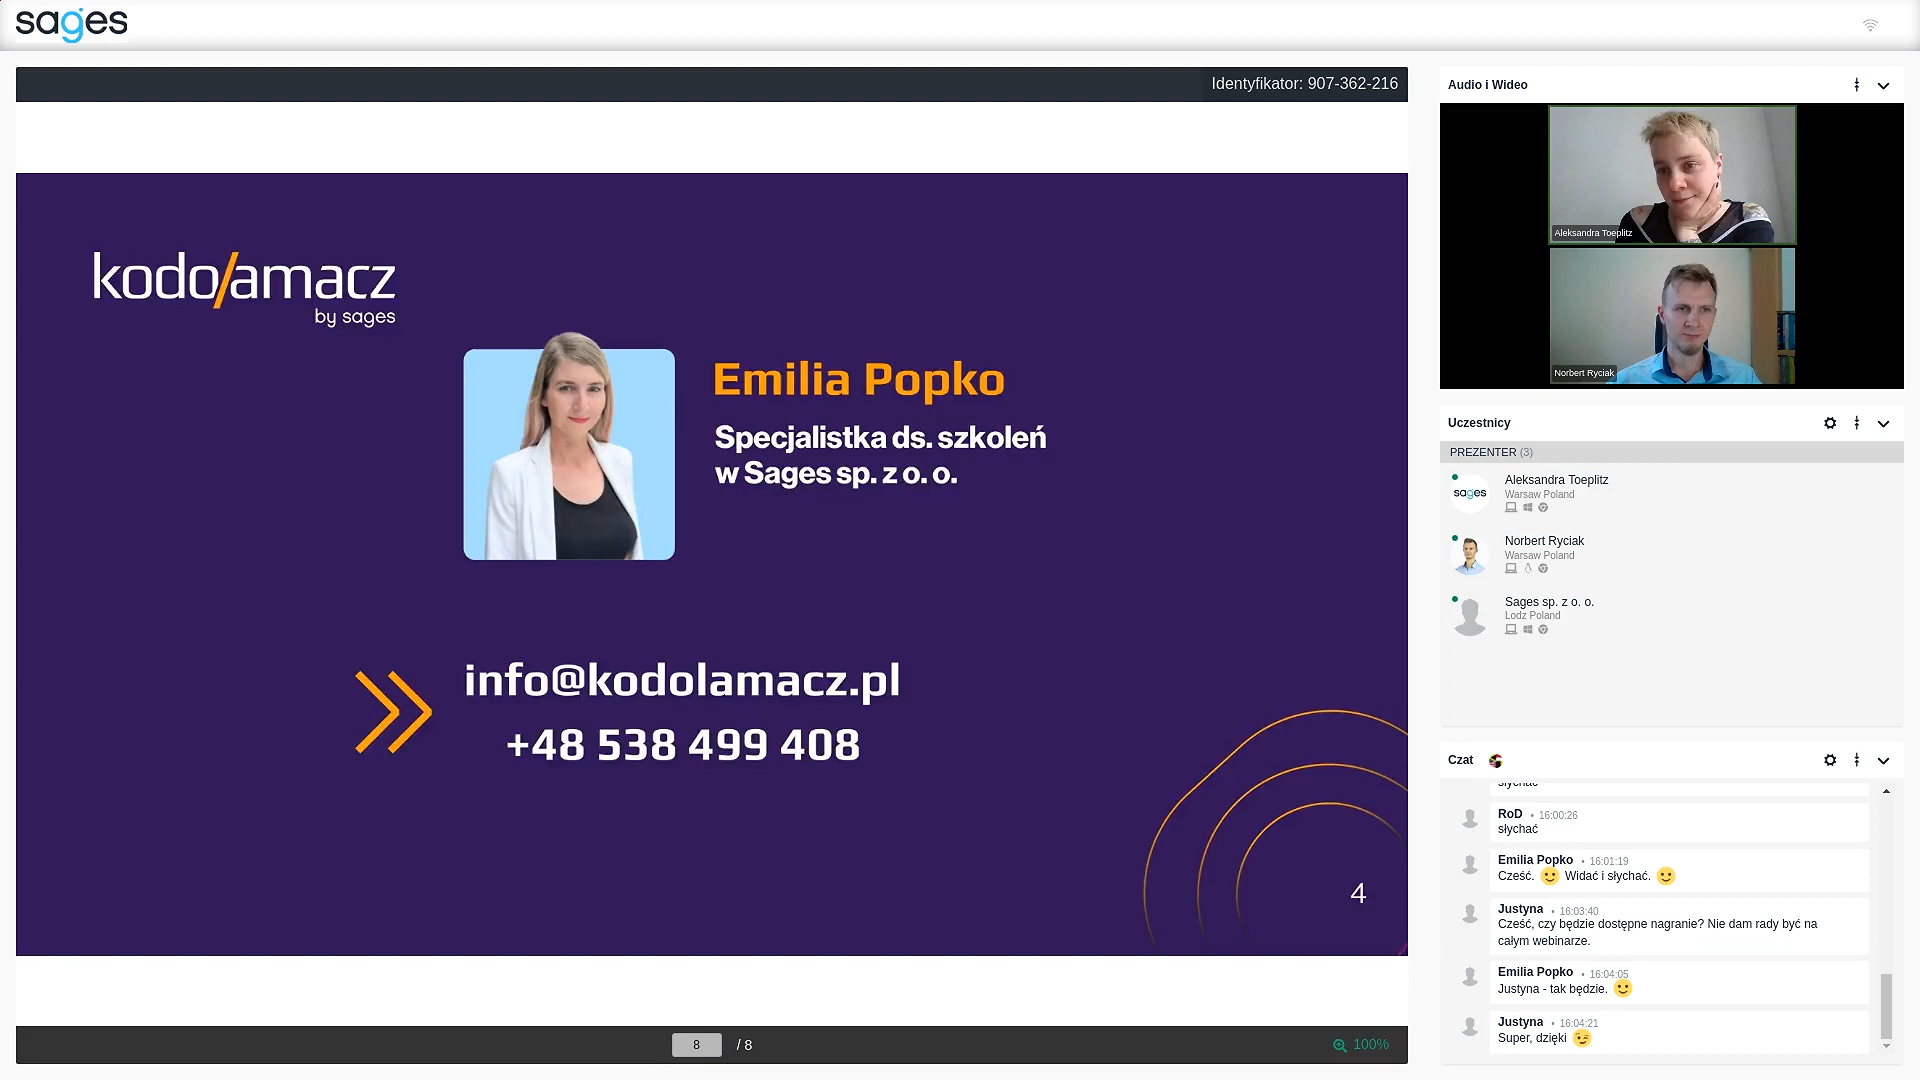 sages
Identyfikator: 907-362-216
kodołamacz
by sages
Emilia Popko
Specjalistka ds. szkoleń
w Sages sp. z o. o.
info@kodolamacz.pl
+48 538 499 408
4
8 / 8
100%
Audio i Wideo
Aleksandra Toeplitz
Norbert Ryciak
Uczestnicy
PREZENTER (3)
sages
Aleksandra Toeplitz
Warsaw Poland
Norbert Ryciak
Warsaw Poland
Sages sp. z o. o.
Lodz Poland
Czat
słychać
RoD • 16:00:26
słychać
Emilia Popko • 16:01:19
Cześć. 🙂 Widać i słychać. 🙂
Justyna • 16:03:40
Cześć, czy będzie dostępne nagranie? Nie dam rady być na
całym webinarze.
Emilia Popko • 16:04:05
Justyna - tak będzie. 🙂
Justyna • 16:04:21
Super, dzięki 😉